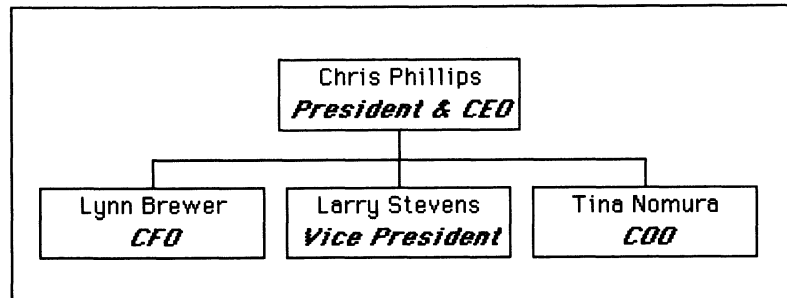 Chris Phillips
President & CEO
Lynn Brewer
CFO
Larry Stevens
Vice President
Tina Nomura
COO